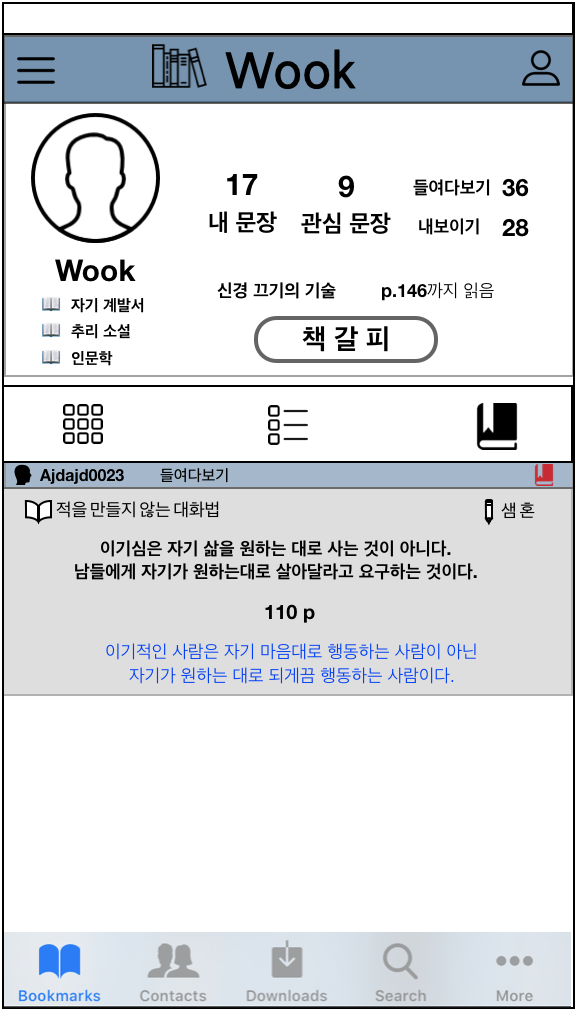 Wook
17
9
들여다보기 36
내 문장
관심 문장
내보이기 28
Wook
자기 계발서
추리 소설
인문학
신경 끄기의 기술
p.146까지 읽음
책 갈 피
Ajdajd0023
들여다보기
적을 만들지 않는 대화법
샘 혼
이기심은 자기 삶을 원하는 대로 사는 것이 아니다.
남들에게 자기가 원하는대로 살아달라고 요구하는 것이다.
110 p
이기적인 사람은 자기 마음대로 행동하는 사람이 아닌
자기가 원하는 대로 되게끔 행동하는 사람이다.
Bookmarks
Contacts
Downloads
Search
More